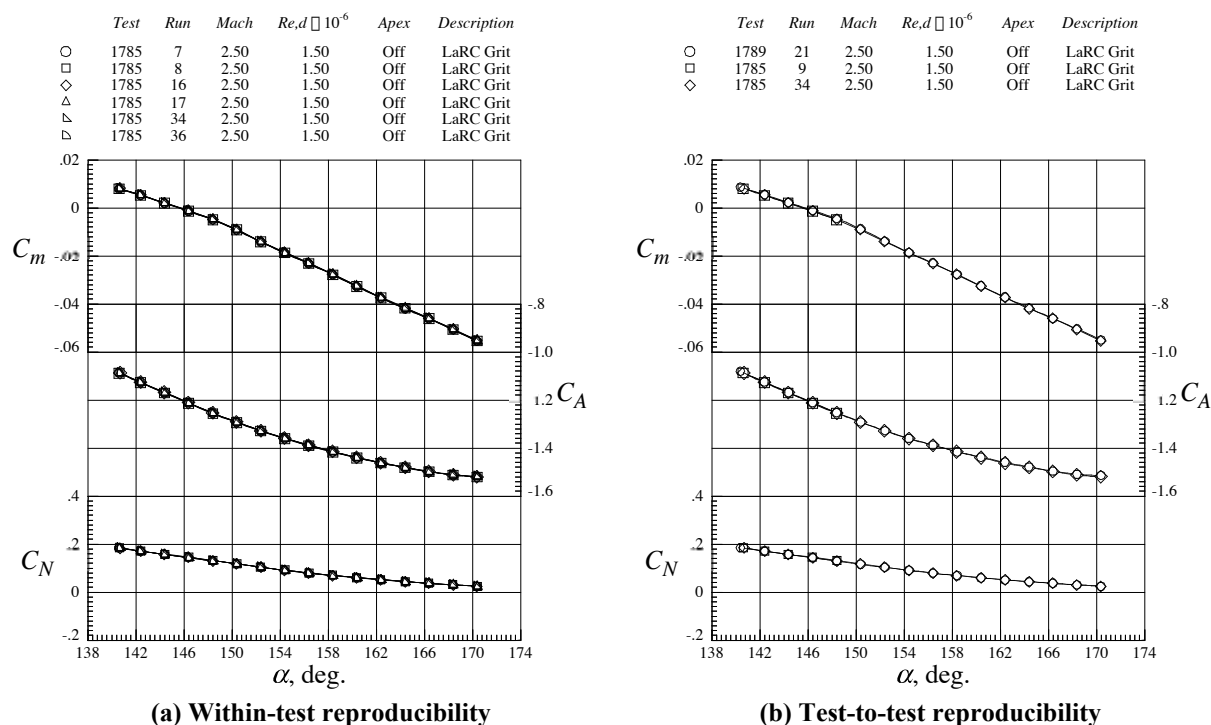 Test Run Mach Re,d □ 10-6 Apex Description
○ 1785 7 2.50 1.50 Off LaRC Grit
□ 1785 8 2.50 1.50 Off LaRC Grit
◇ 1785 16 2.50 1.50 Off LaRC Grit
△ 1785 17 2.50 1.50 Off LaRC Grit
1785 34 2.50 1.50 Off LaRC Grit
1785 36 2.50 1.50 Off LaRC Grit
.02
0
Cm -.02
-.04
-.06
-.8
-1.0
-1.2 CA
-1.4
-1.6
.4
CN .2
0
-.2
138 142 146 150 154 158 162 166 170 174
α, deg.
(a) Within-test reproducibility
Test Run Mach Re,d □ 10-6 Apex Description
○ 1789 21 2.50 1.50 Off LaRC Grit
□ 1785 9 2.50 1.50 Off LaRC Grit
◇ 1785 34 2.50 1.50 Off LaRC Grit
.02
0
Cm -.02
-.04
-.06
-.8
-1.0
-1.2 CA
-1.4
-1.6
.4
CN .2
0
-.2
138 142 146 150 154 158 162 166 170 174
α, deg.
(b) Test-to-test reproducibility